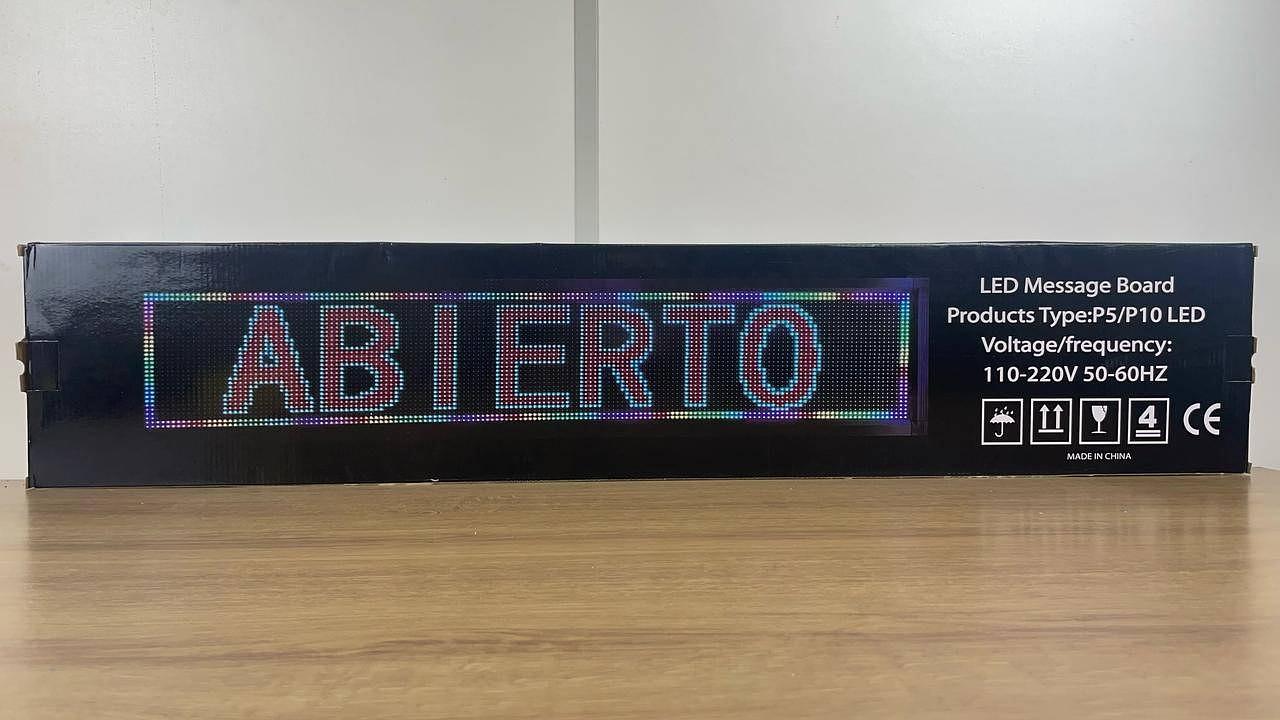 ABIERTO
LED Message Board
Products Type:P5/P10 LED
Voltage/frequency:
110-220V 50-60HZ
4
CE
MADE IN CHINA